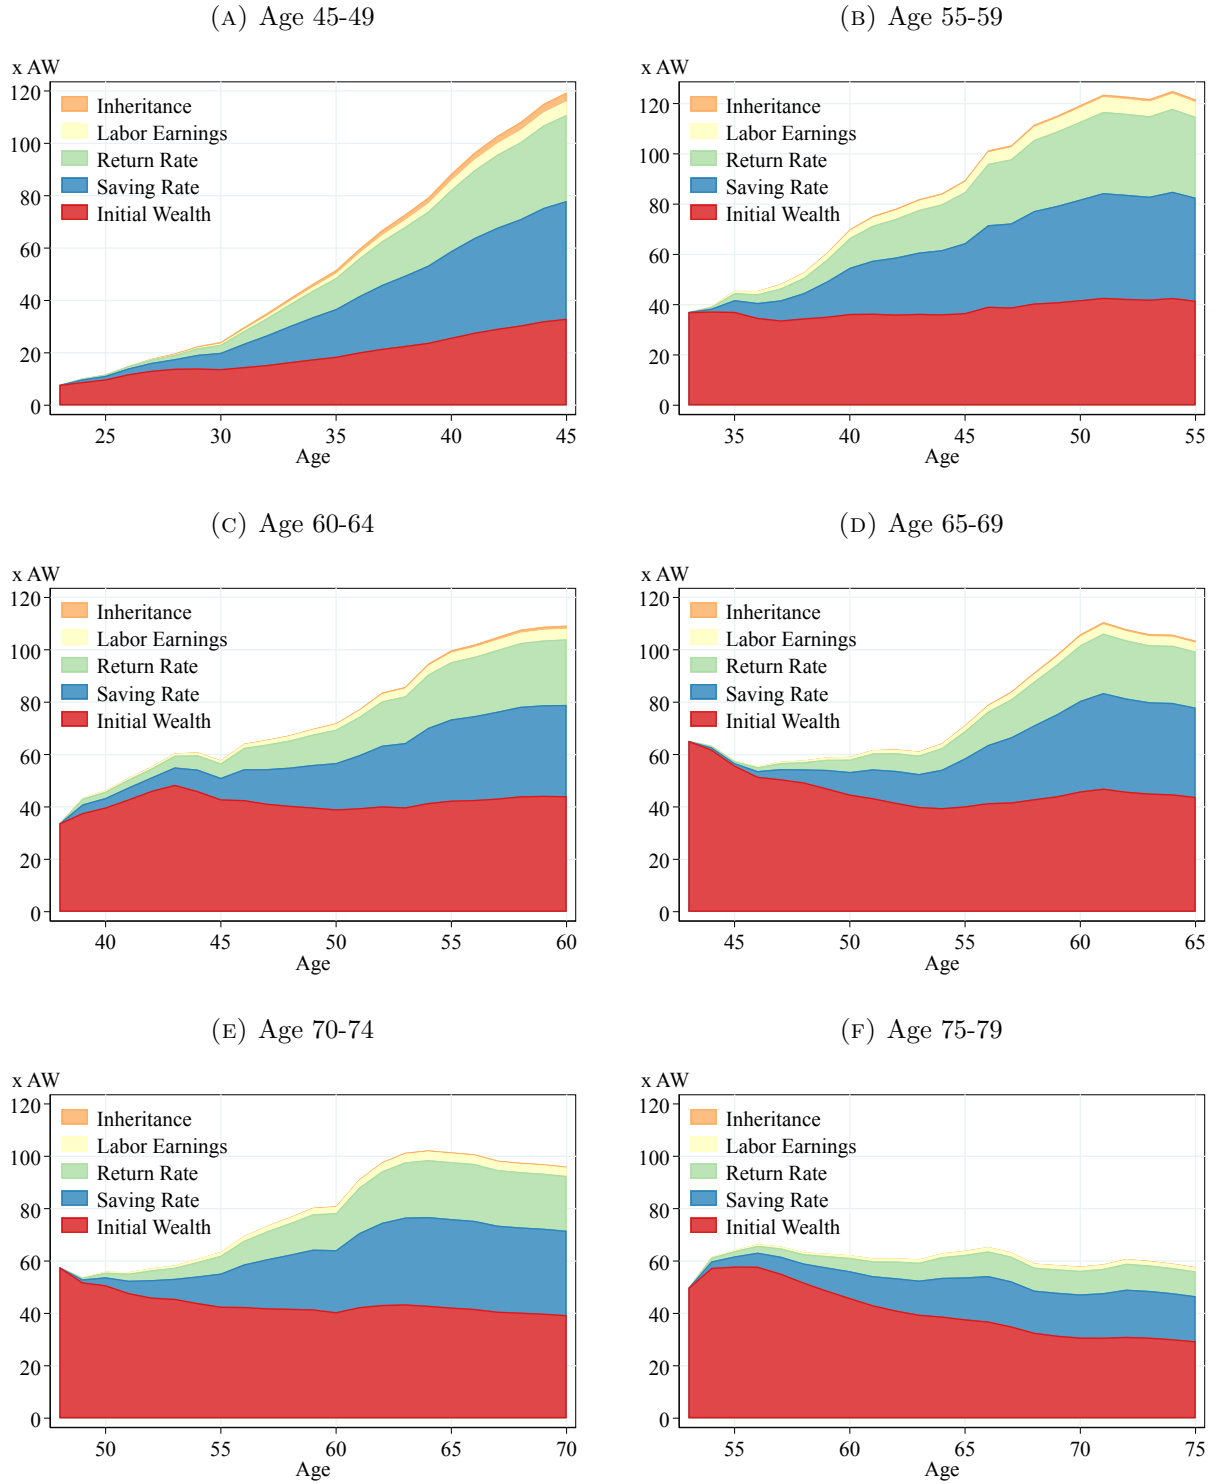 (A) Age 45-49
x AW
120
100
80
60
40
20
0
Inheritance
Labor Earnings
Return Rate
Saving Rate
Initial Wealth
25 30 35 40 45
Age
(B) Age 55-59
x AW
120
100
80
60
40
20
0
Inheritance
Labor Earnings
Return Rate
Saving Rate
Initial Wealth
35 40 45 50 55
Age
(C) Age 60-64
x AW
120
100
80
60
40
20
0
Inheritance
Labor Earnings
Return Rate
Saving Rate
Initial Wealth
40 45 50 55 60
Age
(D) Age 65-69
x AW
120
100
80
60
40
20
0
Inheritance
Labor Earnings
Return Rate
Saving Rate
Initial Wealth
45 50 55 60 65
Age
(E) Age 70-74
x AW
120
100
80
60
40
20
0
Inheritance
Labor Earnings
Return Rate
Saving Rate
Initial Wealth
50 55 60 65 70
Age
(F) Age 75-79
x AW
120
100
80
60
40
20
0
Inheritance
Labor Earnings
Return Rate
Saving Rate
Initial Wealth
55 60 65 70 75
Age